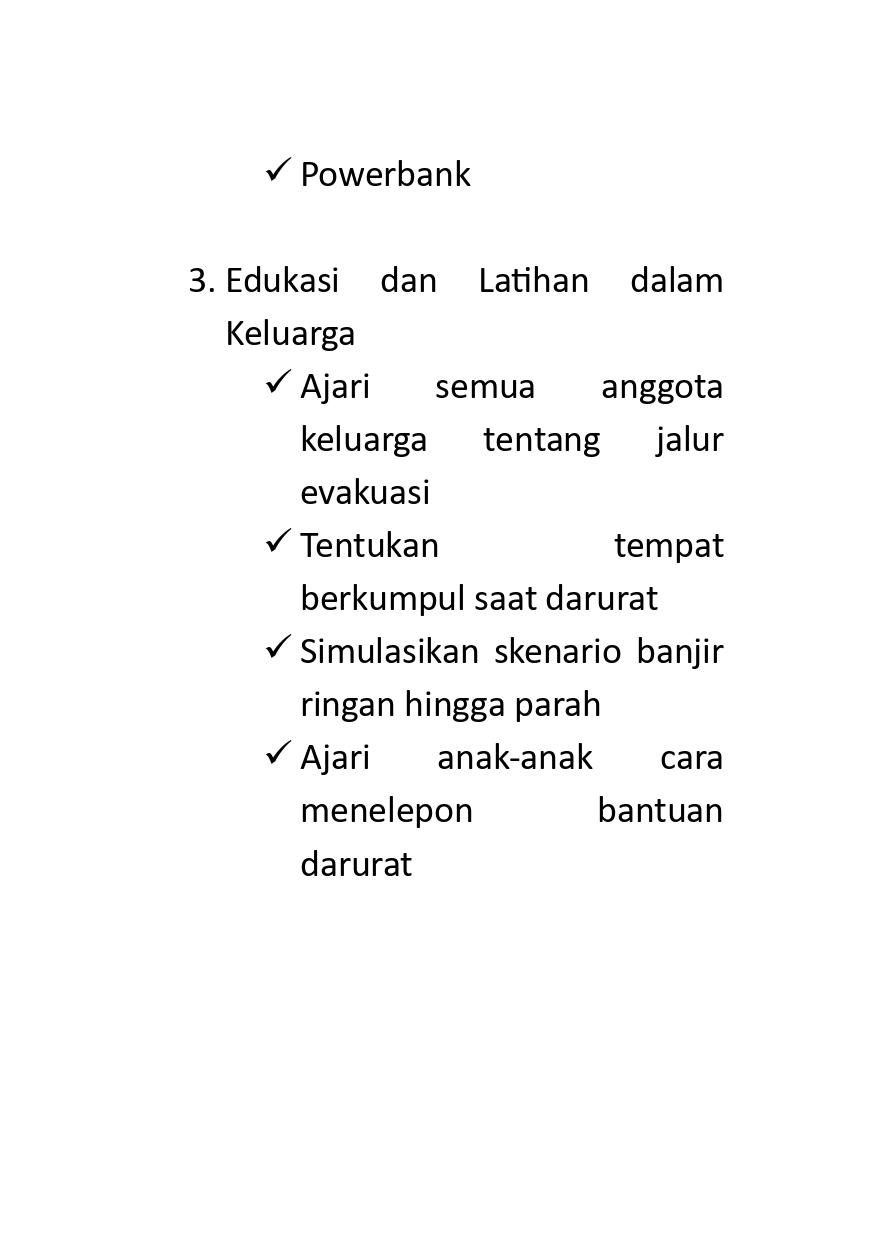 ✓ Powerbank
3. Edukasi dan Latihan dalam
Keluarga
✓ Ajari semua anggota
keluarga tentang jalur
evakuasi
✓ Tentukan tempat
berkumpul saat darurat
✓ Simulasikan skenario banjir
ringan hingga parah
✓ Ajari anak-anak cara
menelepon bantuan
darurat